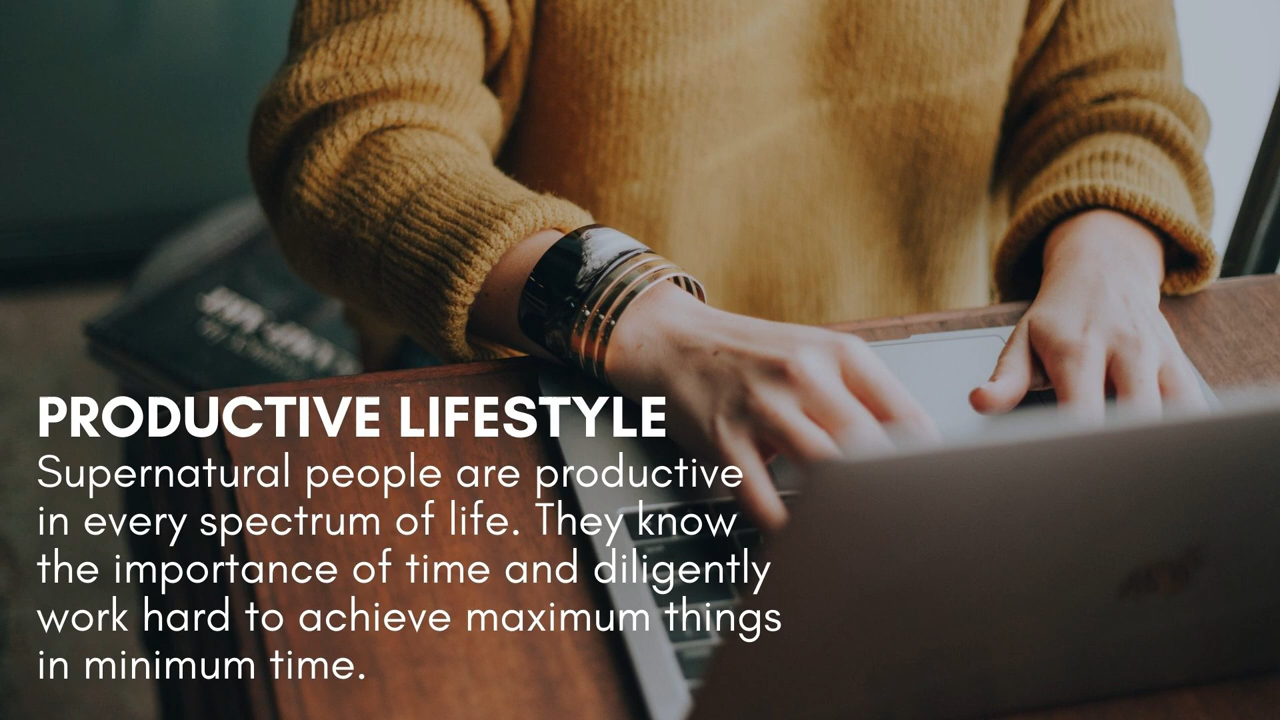 PRODUCTIVE LIFESTYLE
Supernatural people are productive
in every spectrum of life. They know
the importance of time and diligently
work hard to achieve maximum things
in minimum time.